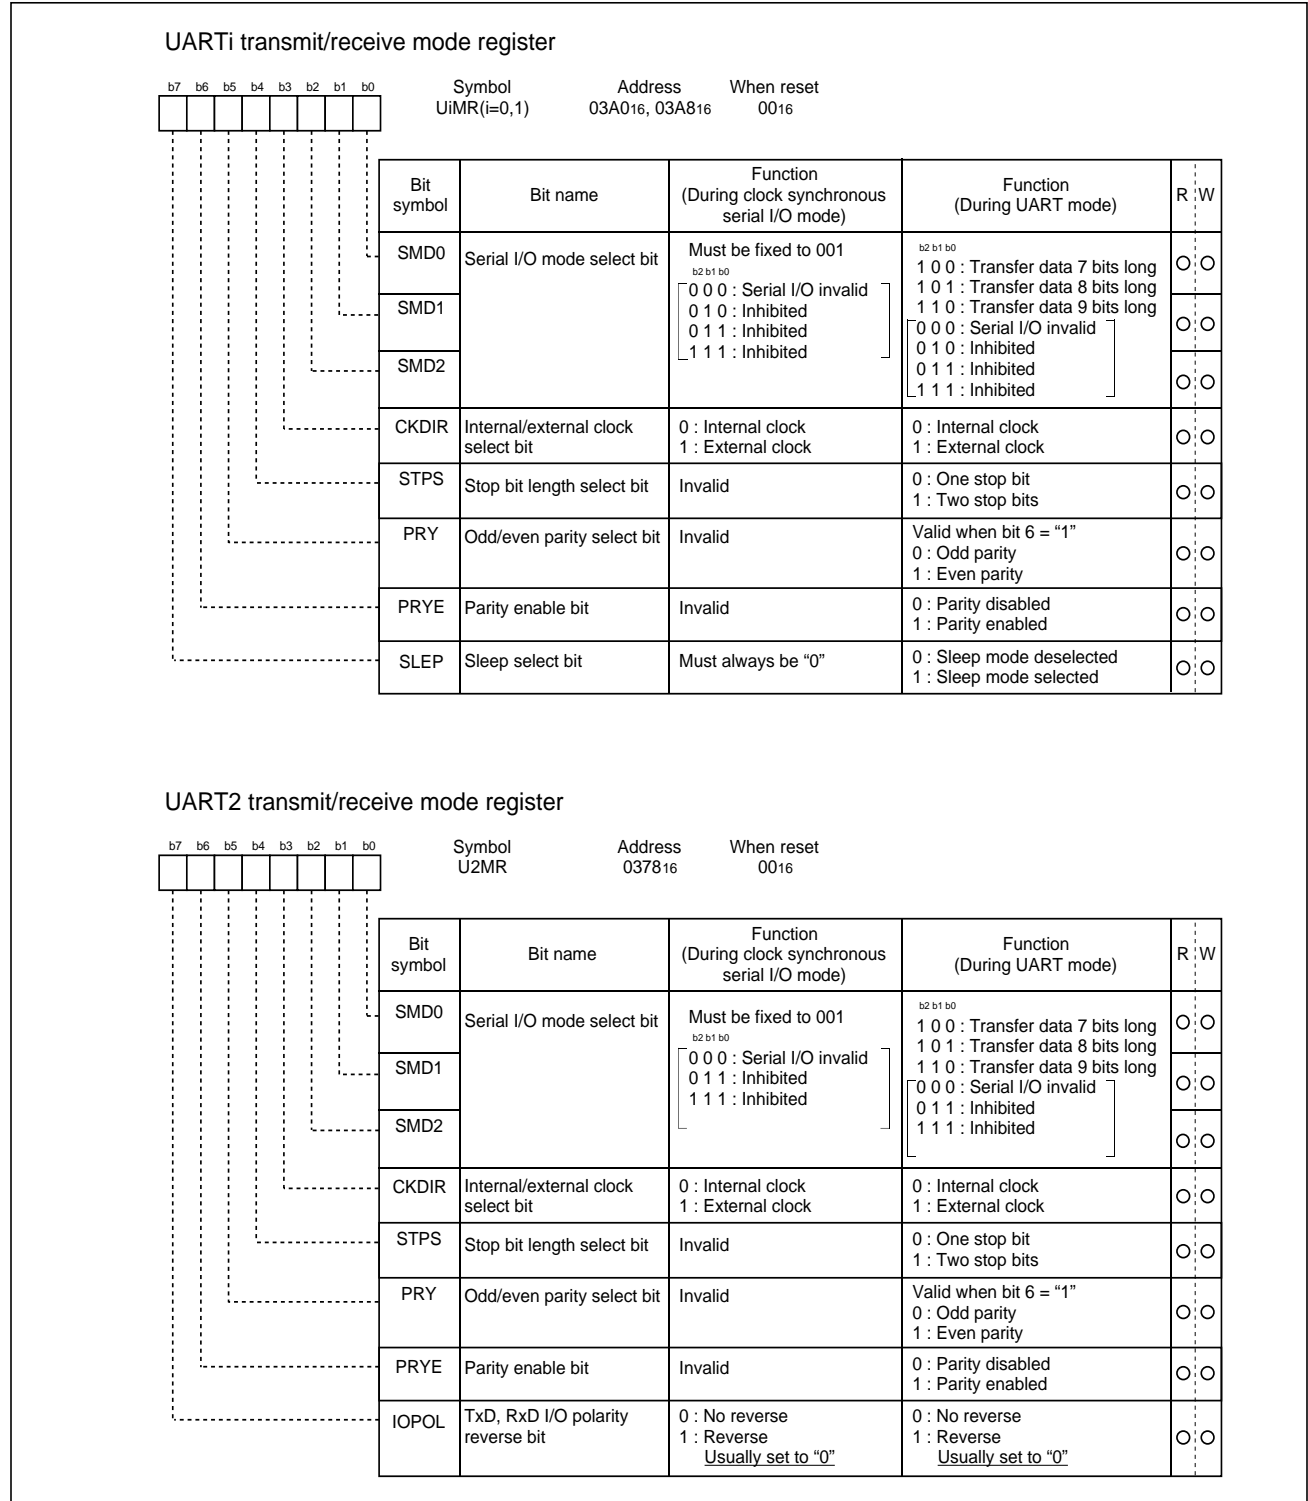 UARTi transmit/receive mode register
b7 b6 b5 b4 b3 b2 b1 b0
Symbol Address When reset
UiMR(i=0,1) 03A016, 03A816 0016
Bit symbol Bit name Function (During clock synchronous serial I/O mode) Function (During UART mode) R W
SMD0 Serial I/O mode select bit
SMD1
SMD2
Must be fixed to 001
b2 b1 b0
0 0 0 : Serial I/O invalid
0 1 0 : Inhibited
0 1 1 : Inhibited
1 1 1 : Inhibited
b2 b1 b0
1 0 0 : Transfer data 7 bits long
1 0 1 : Transfer data 8 bits long
1 1 0 : Transfer data 9 bits long
0 0 0 : Serial I/O invalid
0 1 0 : Inhibited
0 1 1 : Inhibited
1 1 1 : Inhibited
CKDIR Internal/external clock select bit
0 : Internal clock
1 : External clock
0 : Internal clock
1 : External clock
STPS Stop bit length select bit Invalid
0 : One stop bit
1 : Two stop bits
PRY Odd/even parity select bit Invalid
Valid when bit 6 = “1”
0 : Odd parity
1 : Even parity
PRYE Parity enable bit Invalid
0 : Parity disabled
1 : Parity enabled
SLEP Sleep select bit Must always be “0”
0 : Sleep mode deselected
1 : Sleep mode selected
UART2 transmit/receive mode register
b7 b6 b5 b4 b3 b2 b1 b0
Symbol Address When reset
U2MR 037816 0016
Bit symbol Bit name Function (During clock synchronous serial I/O mode) Function (During UART mode) R W
SMD0 Serial I/O mode select bit
SMD1
SMD2
Must be fixed to 001
b2 b1 b0
0 0 0 : Serial I/O invalid
0 1 1 : Inhibited
1 1 1 : Inhibited
b2 b1 b0
1 0 0 : Transfer data 7 bits long
1 0 1 : Transfer data 8 bits long
1 1 0 : Transfer data 9 bits long
0 0 0 : Serial I/O invalid
0 1 1 : Inhibited
1 1 1 : Inhibited
CKDIR Internal/external clock select bit
0 : Internal clock
1 : External clock
0 : Internal clock
1 : External clock
STPS Stop bit length select bit Invalid
0 : One stop bit
1 : Two stop bits
PRY Odd/even parity select bit Invalid
Valid when bit 6 = “1”
0 : Odd parity
1 : Even parity
PRYE Parity enable bit Invalid
0 : Parity disabled
1 : Parity enabled
IOPOL TxD, RxD I/O polarity reverse bit
0 : No reverse
1 : Reverse
Usually set to “0”
0 : No reverse
1 : Reverse
Usually set to “0”